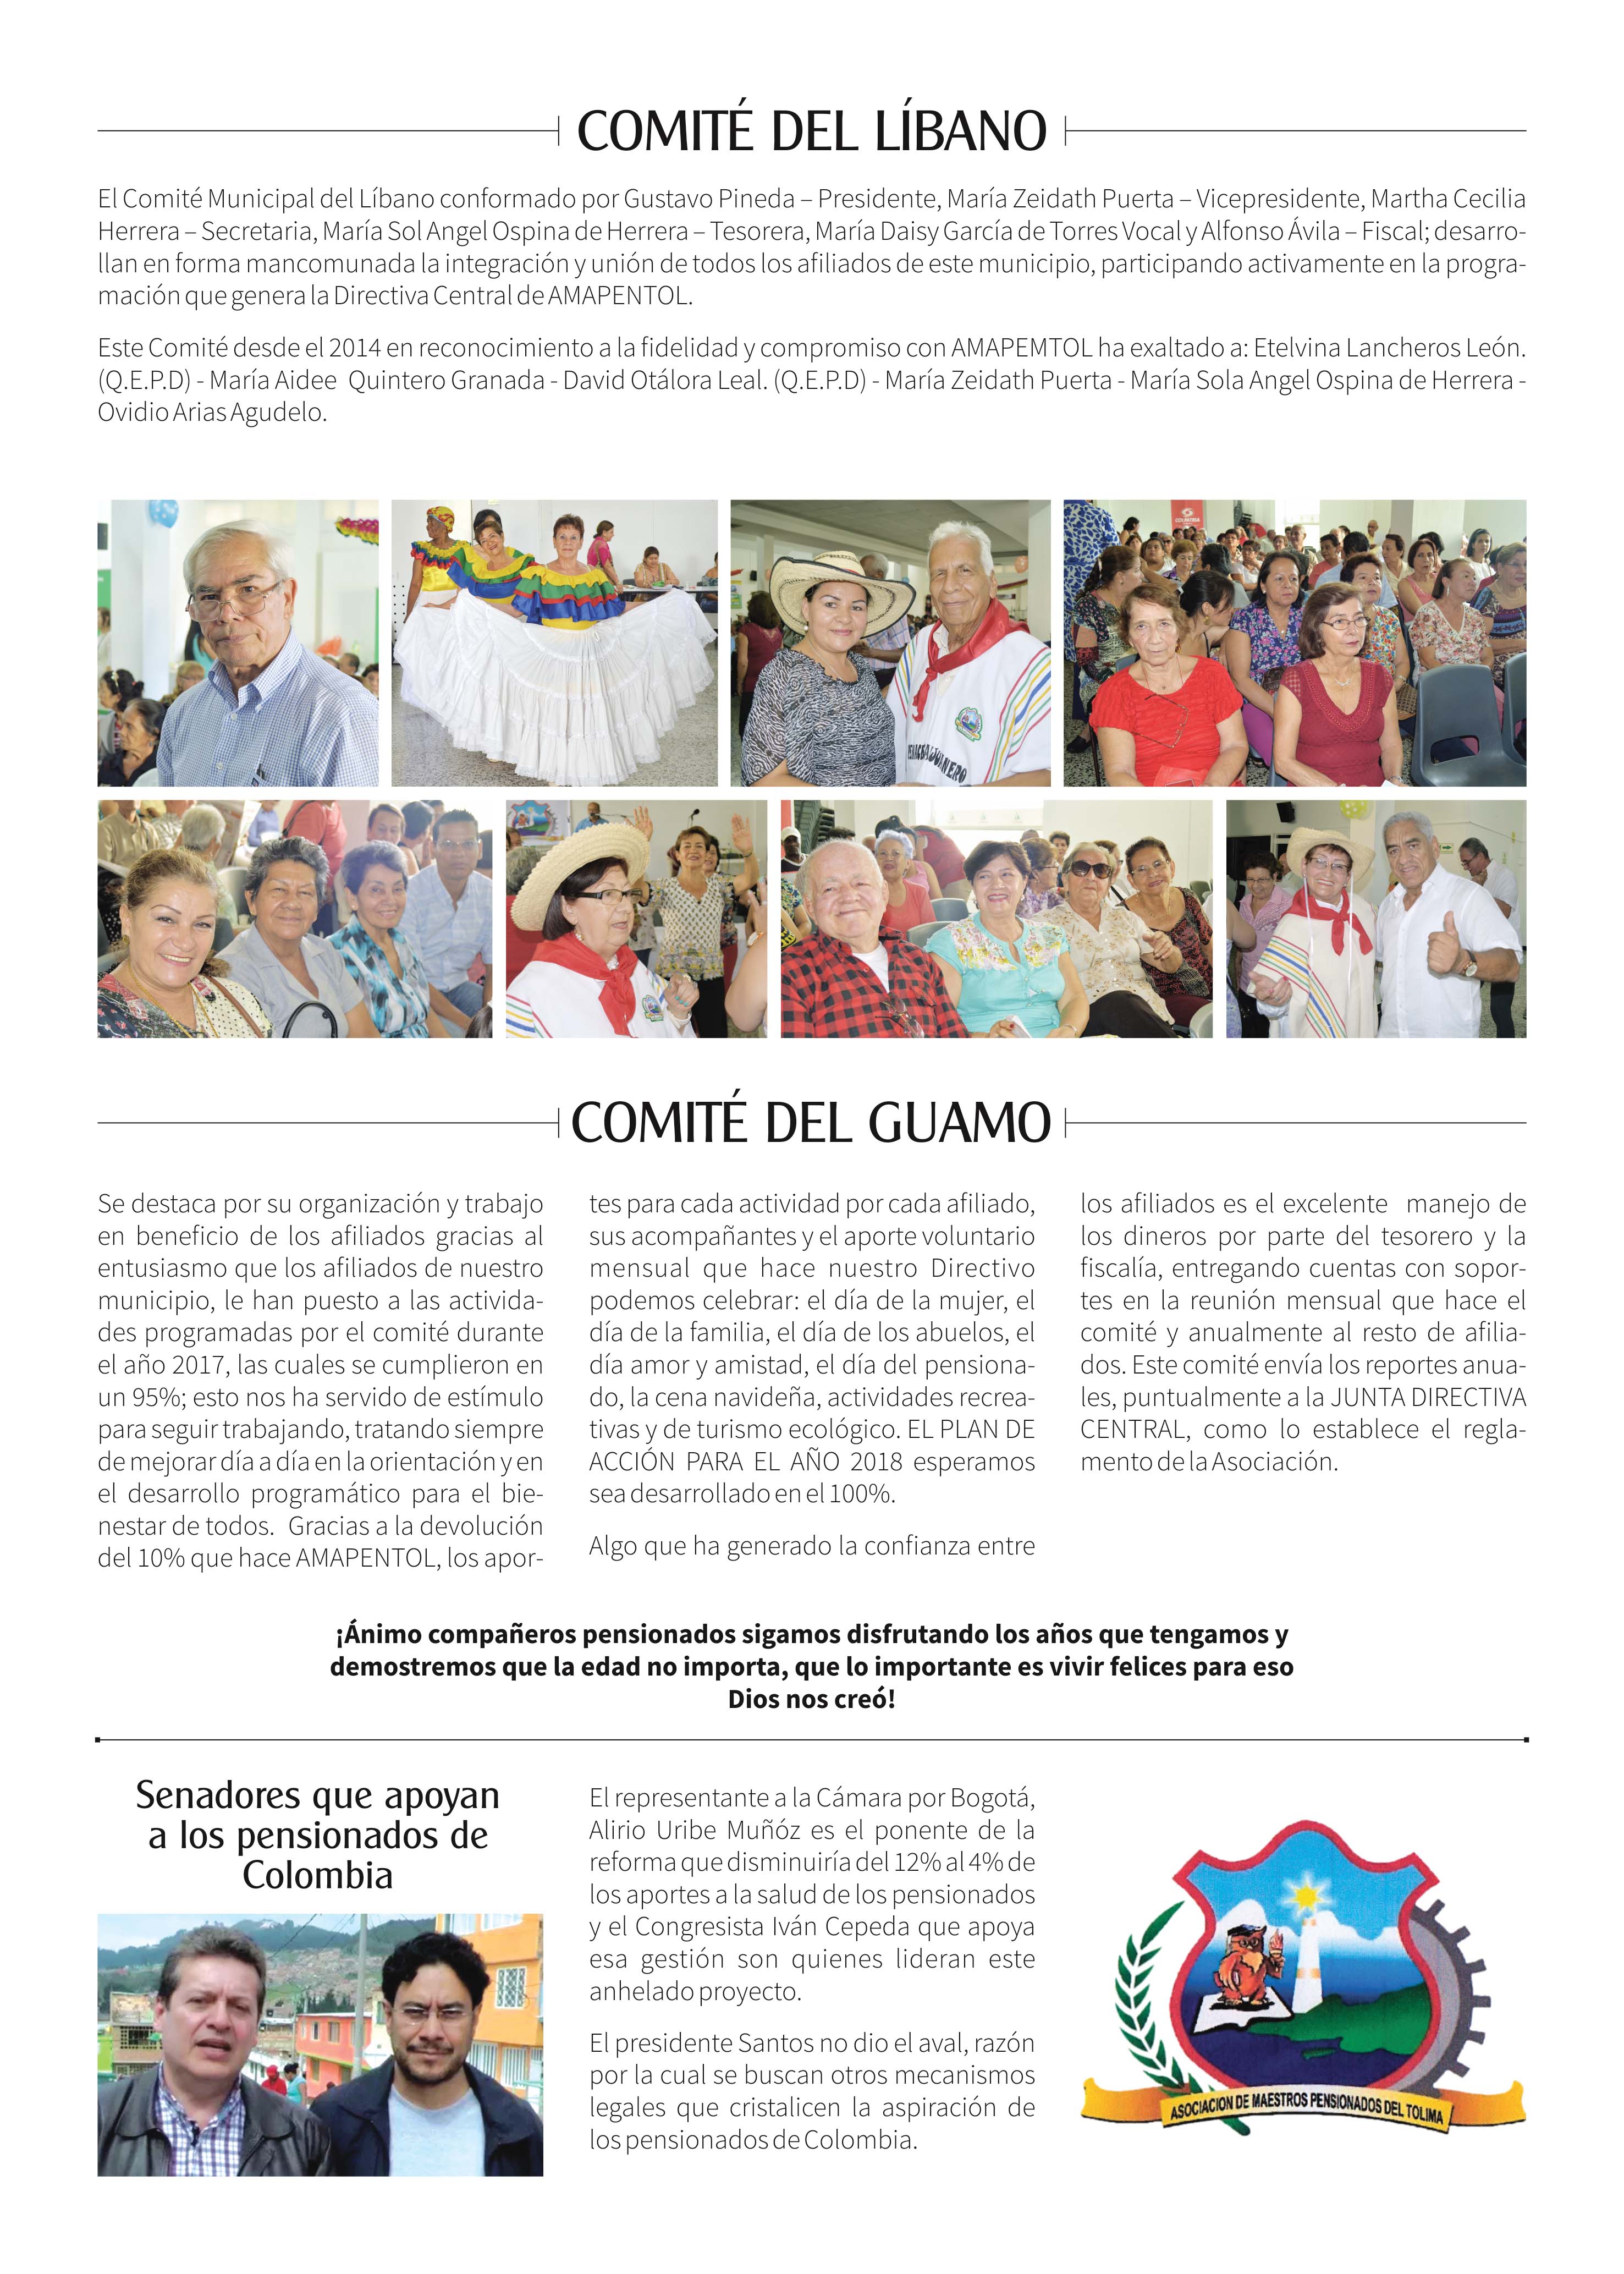 COMITÉ DEL LÍBANO
El Comité Municipal del Líbano conformado por Gustavo Pineda – Presidente, María Zeidath Puerta – Vicepresidente, Martha Cecilia
Herrera – Secretaria, María Sol Angel Ospina de Herrera – Tesorera, María Daisy García de Torres Vocal y Alfonso Ávila – Fiscal; desarro-
llan en forma mancomunada la integración y unión de todos los afiliados de este municipio, participando activamente en la progra-
mación que genera la Directiva Central de AMAPENTOL.
Este Comité desde el 2014 en reconocimiento a la fidelidad y compromiso con AMAPEMTOL ha exaltado a: Etelvina Lancheros León.
(Q.E.P.D) - María Aidee  Quintero Granada - David Otálora Leal. (Q.E.P.D) - María Zeidath Puerta - María Sola Angel Ospina de Herrera -
Ovidio Arias Agudelo.
COMITÉ DEL GUAMO
Se destaca por su organización y trabajo
en beneficio de los afiliados gracias al
entusiasmo que los afiliados de nuestro
municipio, le han puesto a las activida-
des programadas por el comité durante
el año 2017, las cuales se cumplieron en
un 95%; esto nos ha servido de estímulo
para seguir trabajando, tratando siempre
de mejorar día a día en la orientación y en
el desarrollo programático para el bie-
nestar de todos.  Gracias a la devolución
del 10% que hace AMAPENTOL, los apor-
tes para cada actividad por cada afiliado,
sus acompañantes y el aporte voluntario
mensual que hace nuestro Directivo
podemos celebrar: el día de la mujer, el
día de la familia, el día de los abuelos, el
día amor y amistad, el día del pensiona-
do, la cena navideña, actividades recrea-
tivas y de turismo ecológico. EL PLAN DE
ACCIÓN PARA EL AÑO 2018 esperamos
sea desarrollado en el 100%.
Algo que ha generado la confianza entre
los afiliados es el excelente  manejo de
los dineros por parte del tesorero y la
fiscalía, entregando cuentas con sopor-
tes en la reunión mensual que hace el
comité y anualmente al resto de afilia-
dos. Este comité envía los reportes anua-
les, puntualmente a la JUNTA DIRECTIVA
CENTRAL, como lo establece el regla-
mento de la Asociación.
¡Ánimo compañeros pensionados sigamos disfrutando los años que tengamos y
demostremos que la edad no importa, que lo importante es vivir felices para eso
Dios nos creó!
Senadores que apoyan
a los pensionados de
Colombia
El representante a la Cámara por Bogotá,
Alirio Uribe Muñóz es el ponente de la
reforma que disminuiría del 12% al 4% de
los aportes a la salud de los pensionados
y el Congresista Iván Cepeda que apoya
esa gestión son quienes lideran este
anhelado proyecto.
El presidente Santos no dio el aval, razón
por la cual se buscan otros mecanismos
legales que cristalicen la aspiración de
los pensionados de Colombia.
ASOCIACION DE MAESTROS PENSIONADOS DEL TOLIMA